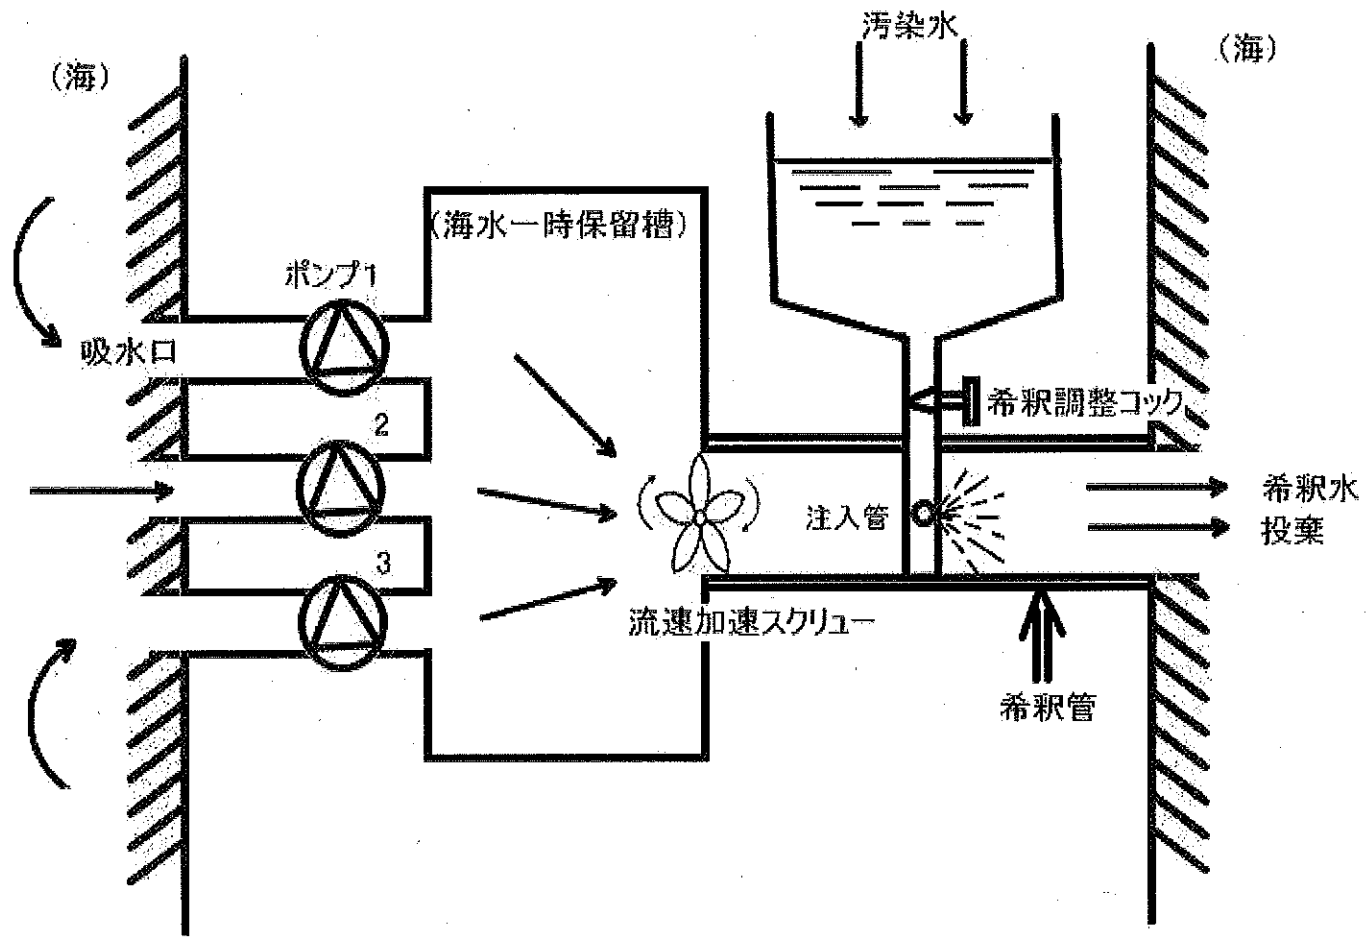 汚染水
（海）
（海）
（海水一時保留槽）
ポンプ1
吸水口
希釈調整コック
2
希釈水
投棄
注入管
3
流速加速スクリュー
希釈管